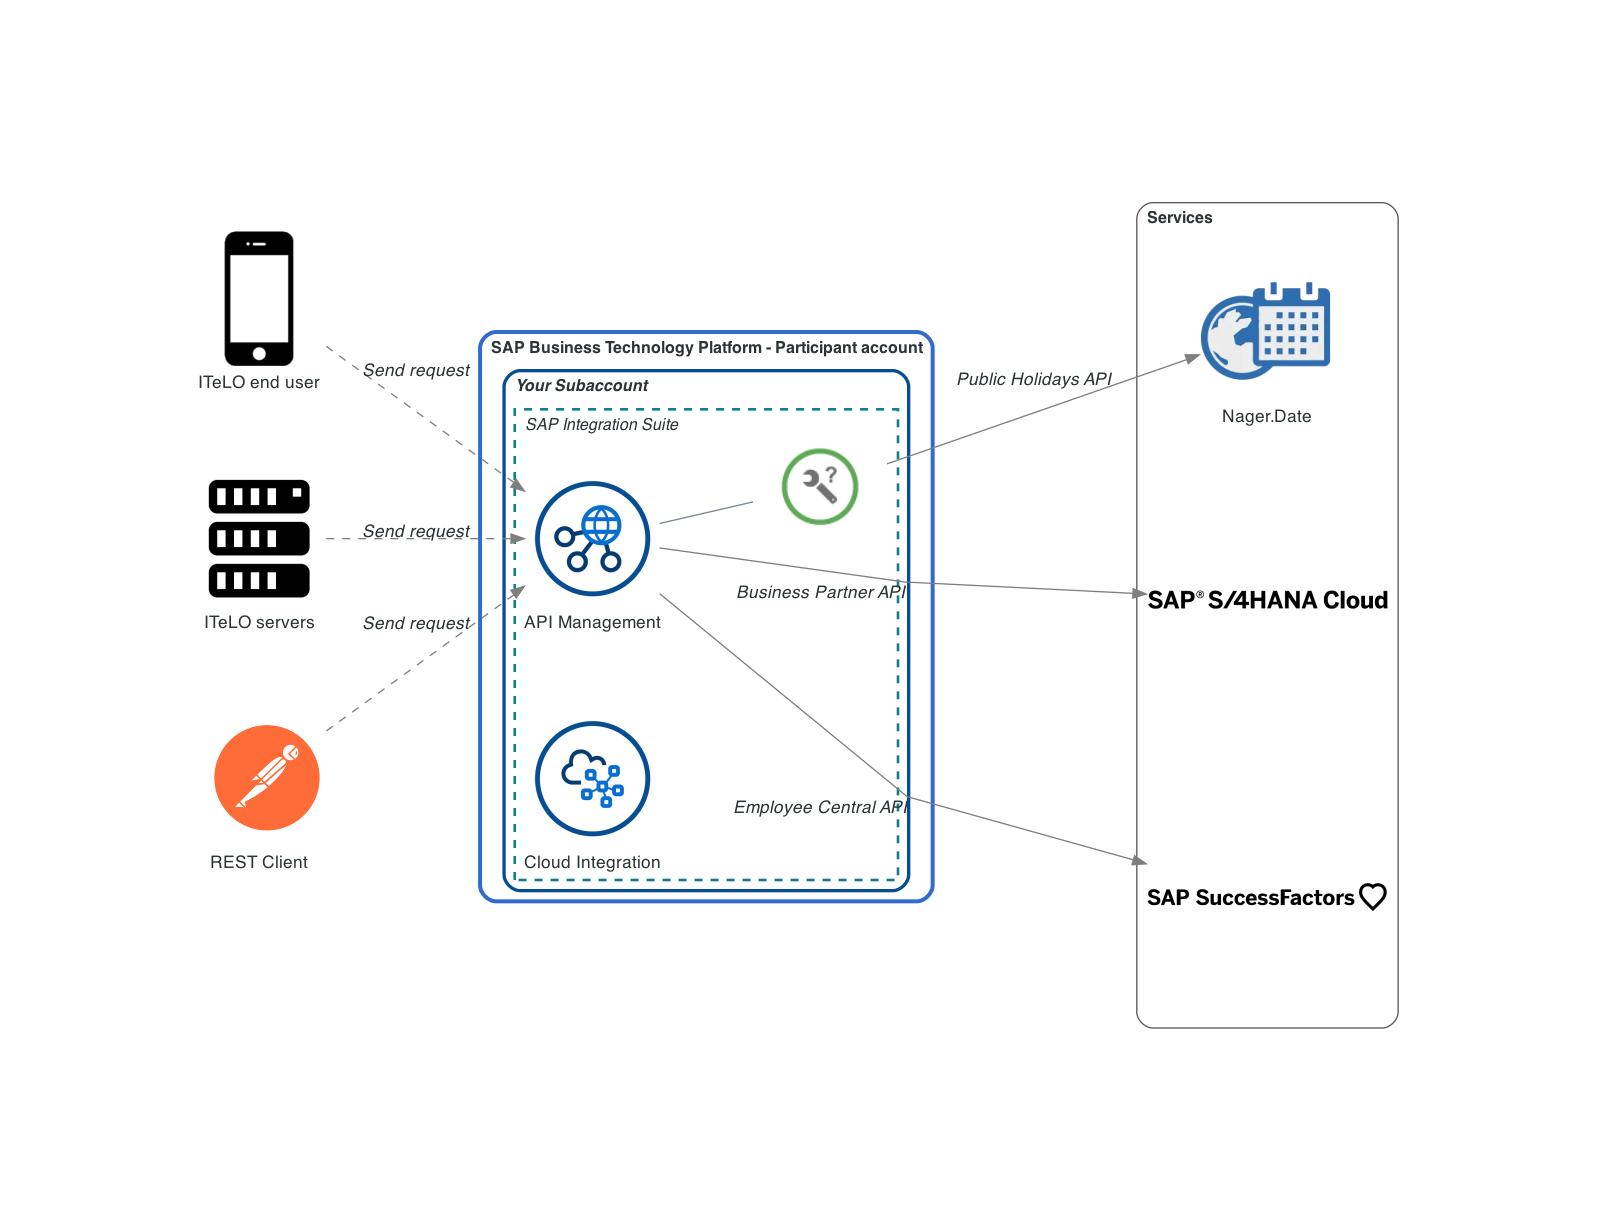 Services
ITeLO end user
SAP Business Technology Platform - Participant account
Send request
Your Subaccount
Public Holidays API
SAP Integration Suite
Nager.Date
?
Send request
Business Partner API
SAP® S/4HANA Cloud
ITeLO servers
Send request
API Management
Employee Central API
REST Client
Cloud Integration
SAP SuccessFactors